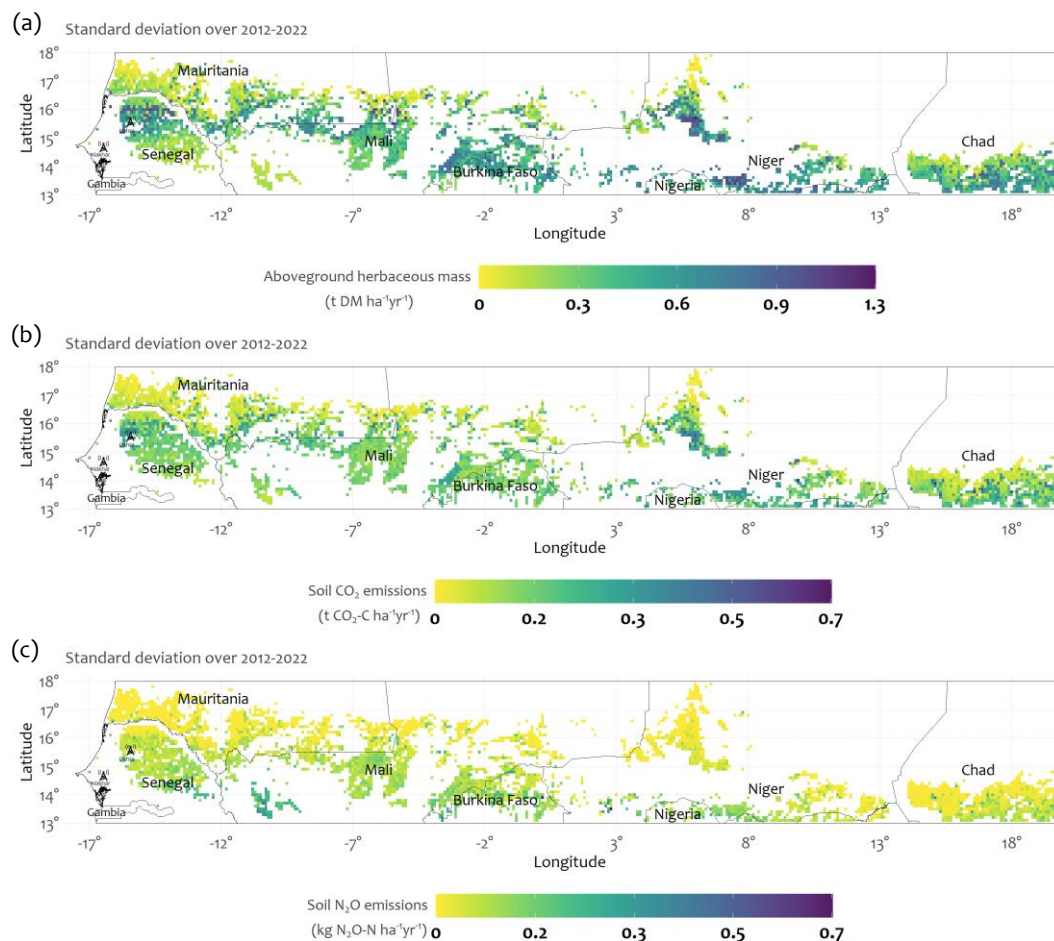 (a)
Standard deviation over 2012-2022
18°
17°
16°
15°
14°
13°
Latitude
Mauritania
Senegal
Gambia
Mali
Burkina Faso
Niger
Nigeria
Chad
-17° -12° -7° -2° 3° 8° 13° 18°
Longitude
Aboveground herbaceous mass
(t DM ha⁻¹yr⁻¹)
0 0.3 0.6 0.9 1.3
(b)
Standard deviation over 2012-2022
18°
17°
16°
15°
14°
13°
Latitude
Mauritania
Senegal
Gambia
Mali
Burkina Faso
Niger
Nigeria
Chad
-17° -12° -7° -2° 3° 8° 13° 18°
Longitude
Soil CO₂ emissions
(t CO₂-C ha⁻¹yr⁻¹)
0 0.2 0.3 0.5 0.7
(c)
Standard deviation over 2012-2022
18°
17°
16°
15°
14°
13°
Latitude
Mauritania
Senegal
Gambia
Mali
Burkina Faso
Niger
Nigeria
Chad
-17° -12° -7° -2° 3° 8° 13° 18°
Longitude
Soil N₂O emissions
(kg N₂O-N ha⁻¹yr⁻¹)
0 0.2 0.3 0.5 0.7